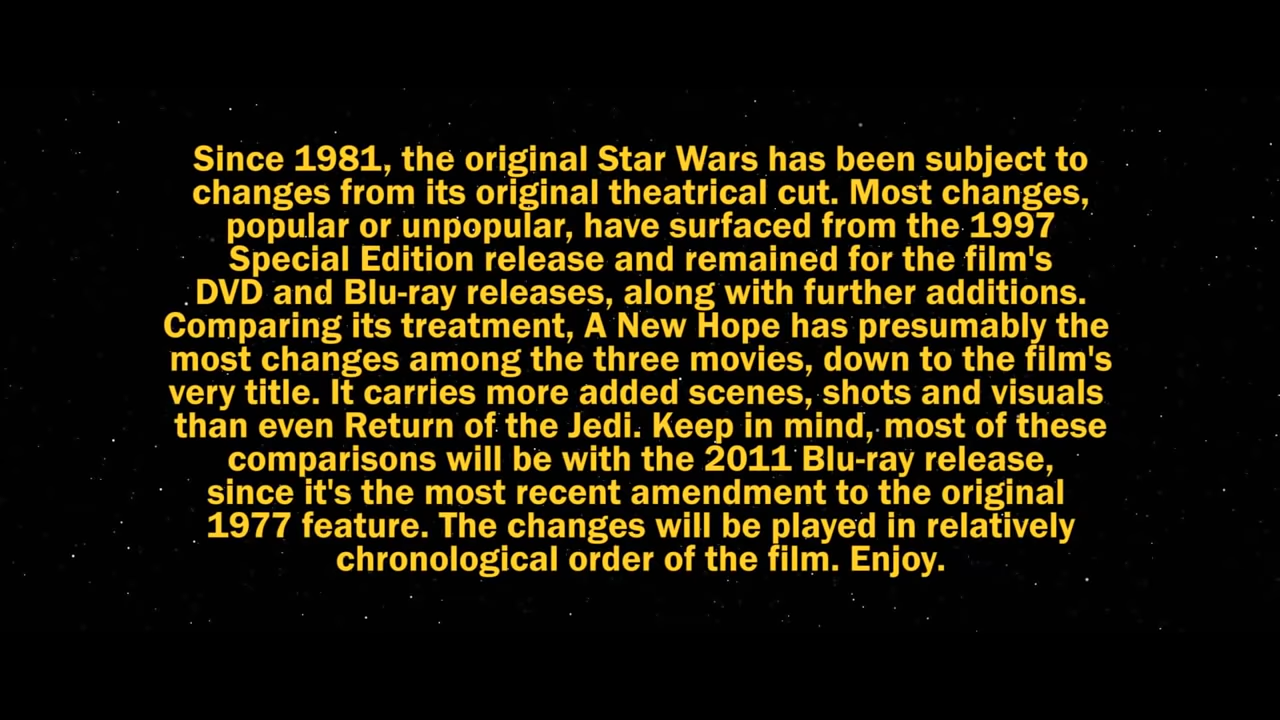 Since 1981, the original Star Wars has been subject to
changes from its original theatrical cut. Most changes,
popular or unpopular, have surfaced from the 1997
Special Edition release and remained for the film's
DVD and Blu-ray releases, along with further additions.
Comparing its treatment, A New Hope has presumably the
most changes among the three movies, down to the film's
very title. It carries more added scenes, shots and visuals
than even Return of the Jedi. Keep in mind, most of these
comparisons will be with the 2011 Blu-ray release,
since it's the most recent amendment to the original
1977 feature. The changes will be played in relatively
chronological order of the film. Enjoy.